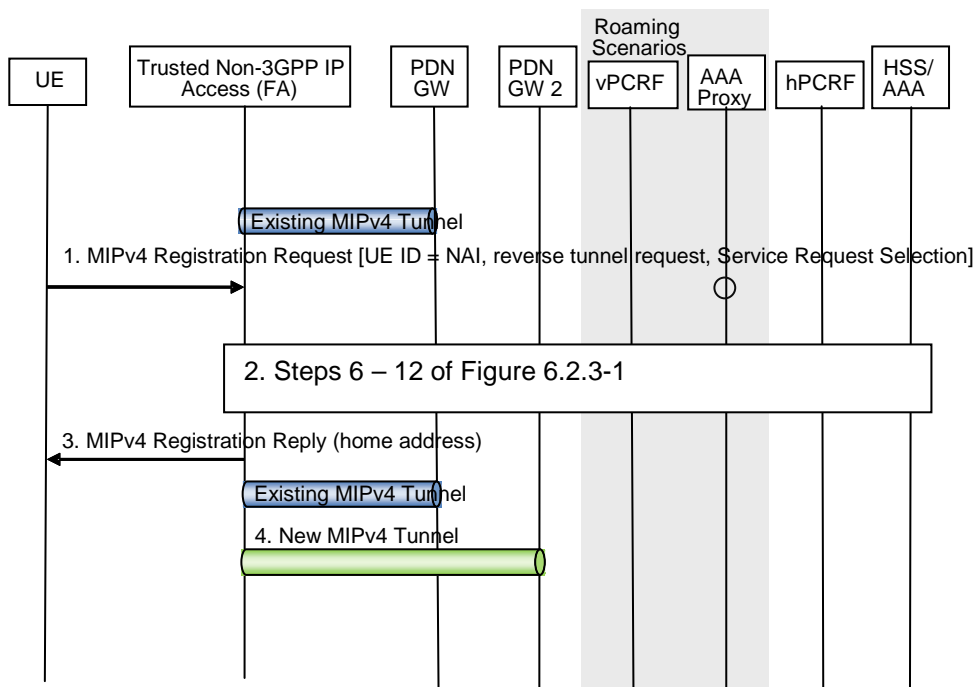 Roaming
Scenarios
UE
Trusted Non-3GPP IP
Access (FA)
PDN
GW
PDN
GW 2
vPCRF
AAA
Proxy
hPCRF
HSS/
AAA
Existing MIPv4 Tunnel
1. MIPv4 Registration Request [UE ID = NAI, reverse tunnel request, Service Request Selection]
2. Steps 6 – 12 of Figure 6.2.3-1
3. MIPv4 Registration Reply (home address)
Existing MIPv4 Tunnel
4. New MIPv4 Tunnel